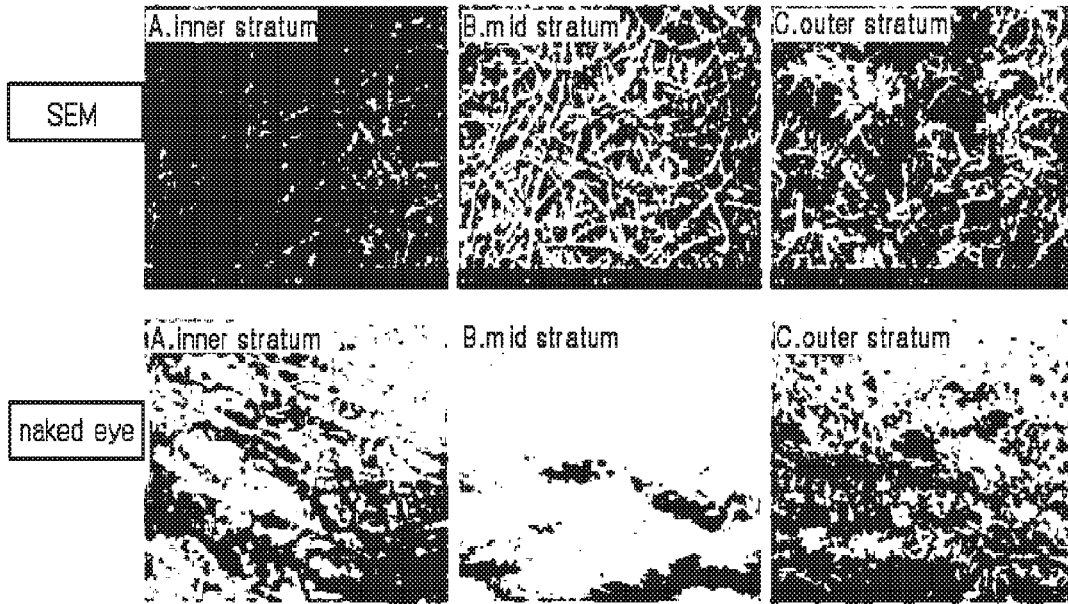 A.inner stratum
B.mid stratum
C.outer stratum
SEM
A.inner stratum
B.mid stratum
C.outer stratum
naked eye